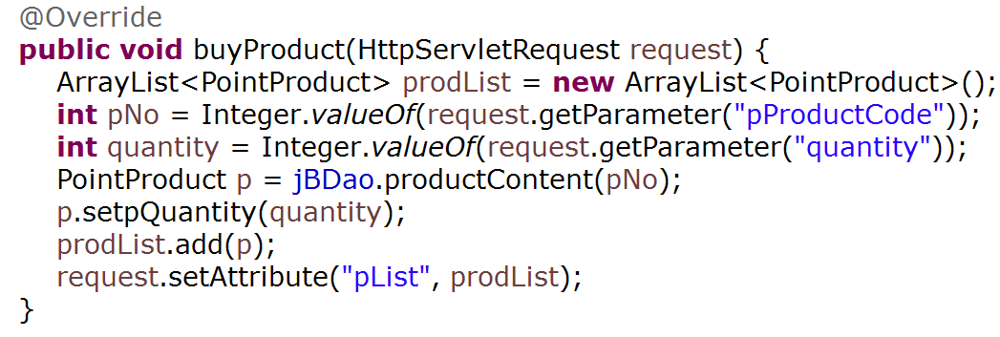 @Override
public void buyProduct(HttpServletRequest request) {
ArrayList<PointProduct> prodList = new ArrayList<PointProduct>();
int pNo = Integer.valueOf(request.getParameter("pProductCode"));
int quantity = Integer.valueOf(request.getParameter("quantity"));
PointProduct p = jBDao.productContent(pNo);
p.setpQuantity(quantity);
prodList.add(p);
request.setAttribute("pList", prodList);
}